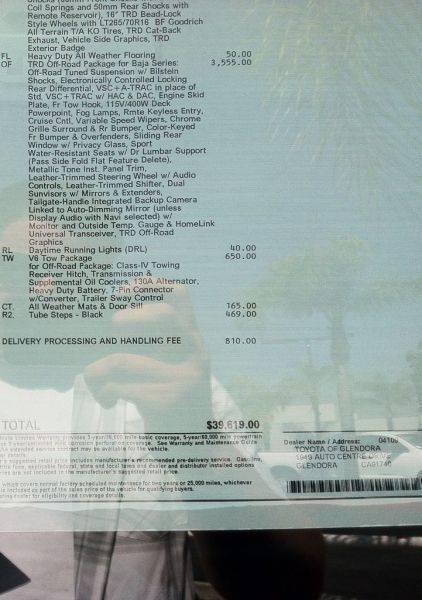 Coil Springs and 50mm Rear Shocks with
Remote Reservoir), 16" TRD Bead-Lock
Style Wheels with LT265/70R16 BF Goodrich
All Terrain T/A KO Tires, TRD Cat-Back
Exhaust, Vehicle Side Graphics, TRD
Exterior Badge
FL Heavy Duty All Weather Flooring 50.00
OF TRD Off-Road Package for Baja Series: 3,555.00
Off-Road Tuned Suspension w/ Bilstein
Shocks, Electronically Controlled Locking
Rear Differential, VSC+A-TRAC in place of
Std. VSC+TRAC w/ HAC & DAC, Engine Skid
Plate, Fr Tow Hook, 115V/400W Deck
Powerpoint, Fog Lamps, Rmte Keyless Entry,
Cruise Cntl, Variable Speed Wipers, Chrome
Grille Surround & Rr Bumper, Color-Keyed
Fr Bumper & Overfenders, Sliding Rear
Window w/ Privacy Glass, Sport
Water-Resistant Seats w/ Dr Lumbar Support
(Pass Side Fold Flat Feature Delete),
Metallic Tone Inst. Panel Trim,
Leather-Trimmed Steering Wheel w/ Audio
Controls, Leather-Trimmed Shifter, Dual
Sunvisors w/ Mirrors & Extenders,
Tailgate-Handle Integrated Backup Camera
Linked to Auto-Dimming Mirror (unless
Display Audio with Navi selected) w/
Monitor and Outside Temp. Gauge & HomeLink
Universal Transceiver, TRD Off-Road
Graphics
RL Daytime Running Lights (DRL) 40.00
TW V6 Tow Package 650.00
for Off-Road Package: Class-IV Towing
Receiver Hitch, Transmission &
Supplemental Oil Coolers, 130A Alternator,
Heavy Duty Battery, 7-Pin Connector
w/Converter, Trailer Sway Control
CT. All Weather Mats & Door Sill 165.00
R2. Tube Steps - Black 469.00
DELIVERY PROCESSING AND HANDLING FEE 810.00
TOTAL $39,619.00
Dealer Name / Address:
TOYOTA OF GLENDORA
1949 AUTO CENTRE DRIVE
GLENDORA CA91740